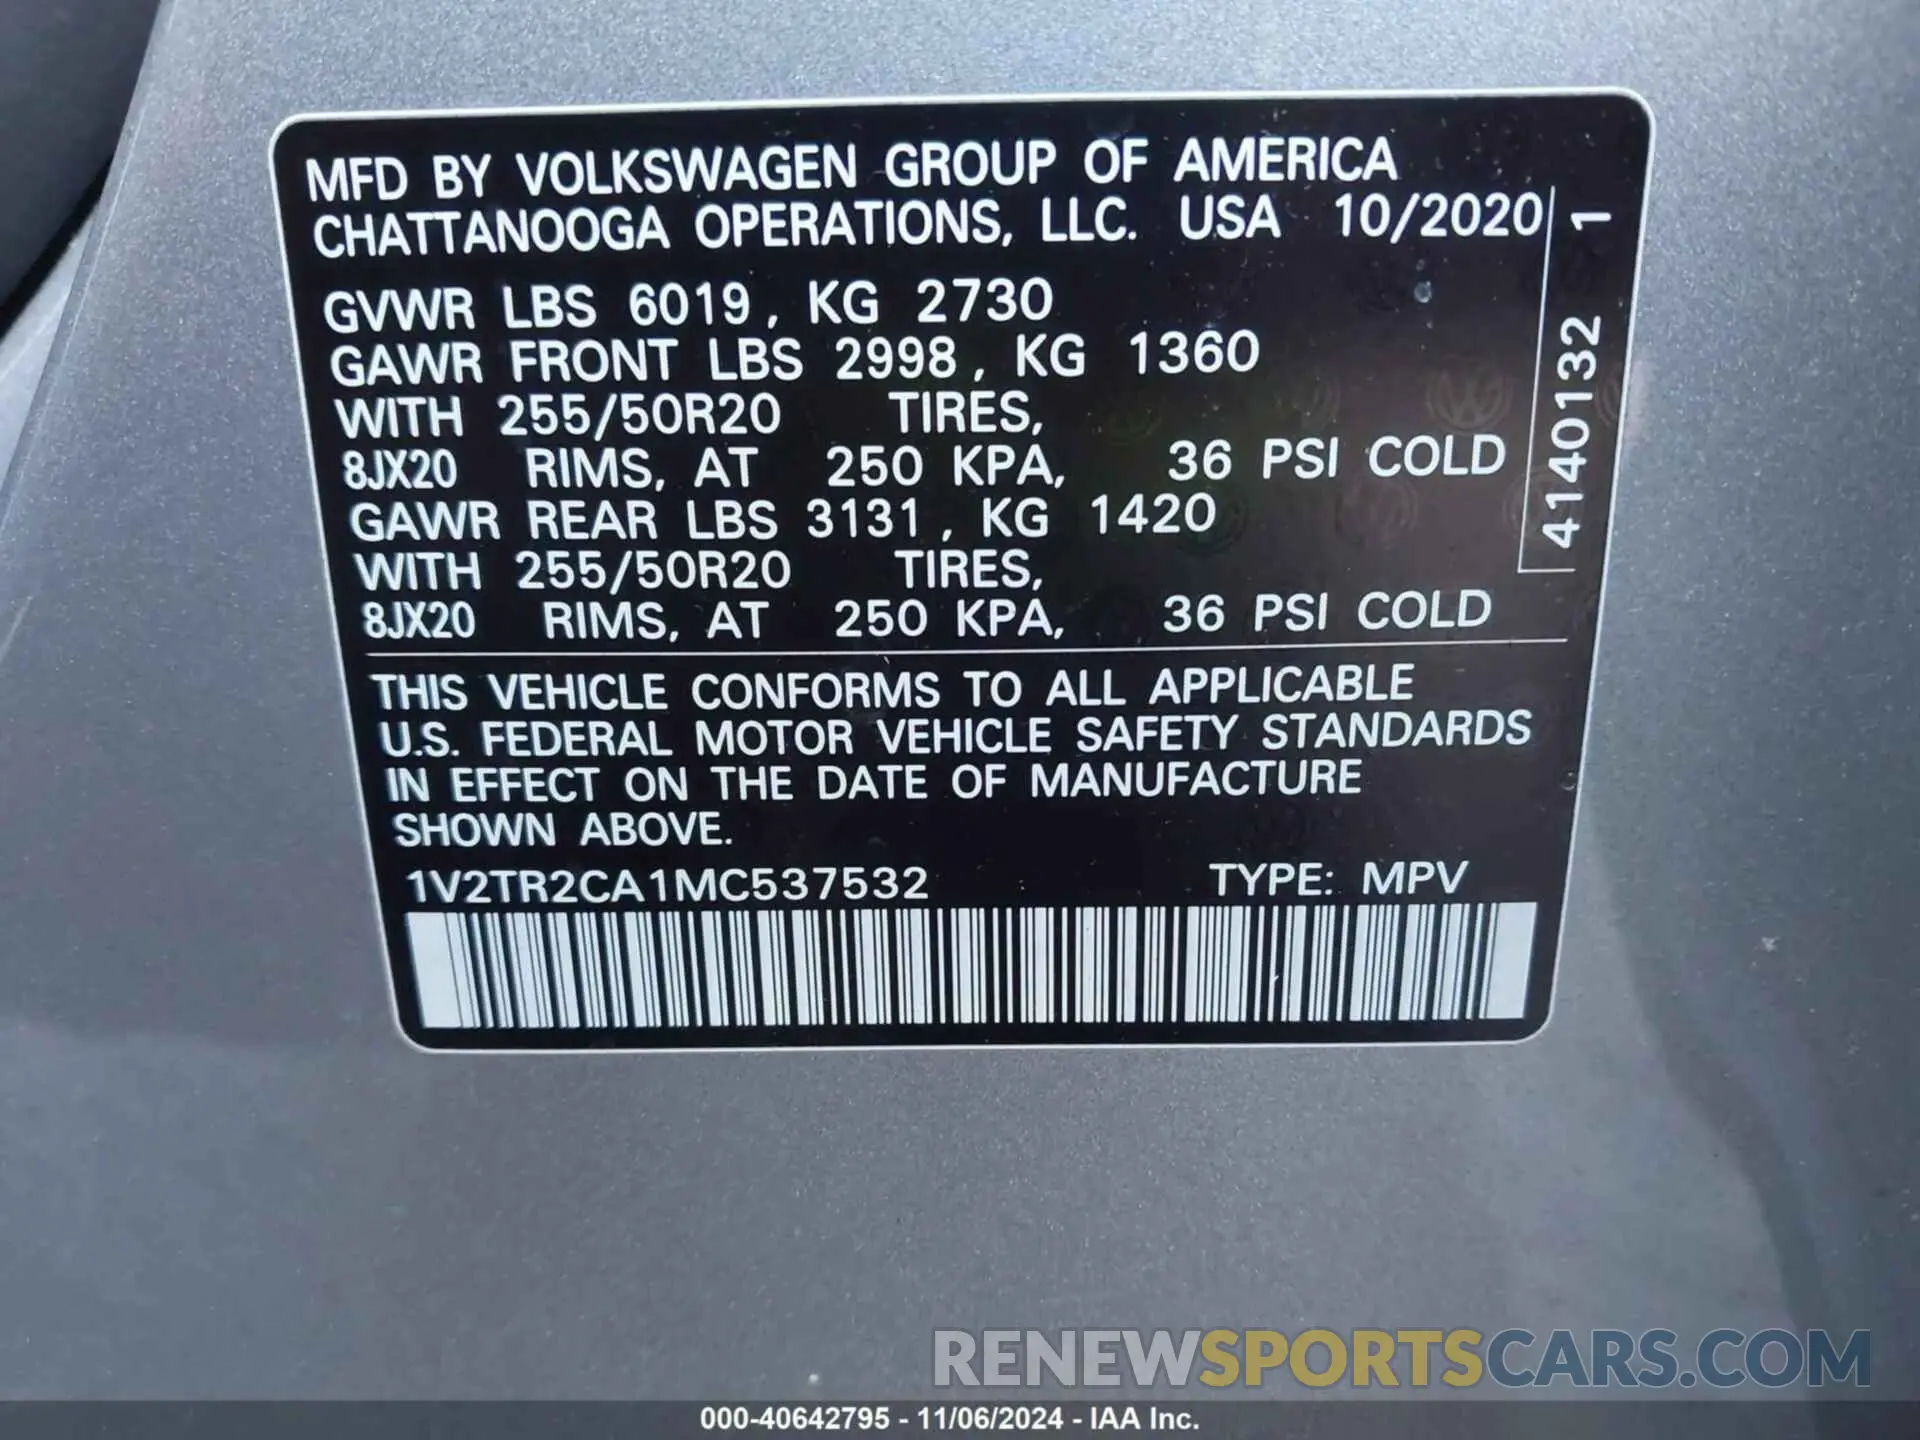 MFD BY VOLKSWAGEN GROUP OF AMERICA
CHATTANOOGA OPERATIONS, LLC. USA 10/2020
GVWR LBS 6019, KG 2730
GAWR FRONT LBS 2998, KG 1360
WITH 255/50R20 TIRES,
8JX20 RIMS, AT 250 KPA, 36 PSI COLD
GAWR REAR LBS 3131, KG 1420
WITH 255/50R20 TIRES,
8JX20 RIMS, AT 250 KPA, 36 PSI COLD
4140132 1
THIS VEHICLE CONFORMS TO ALL APPLICABLE
U.S. FEDERAL MOTOR VEHICLE SAFETY STANDARDS
IN EFFECT ON THE DATE OF MANUFACTURE
SHOWN ABOVE.
1V2TR2CA1MC537532 TYPE: MPV
RENEWSPORTSCARS.COM
000-40642795 - 11/06/2024 - IAA Inc.